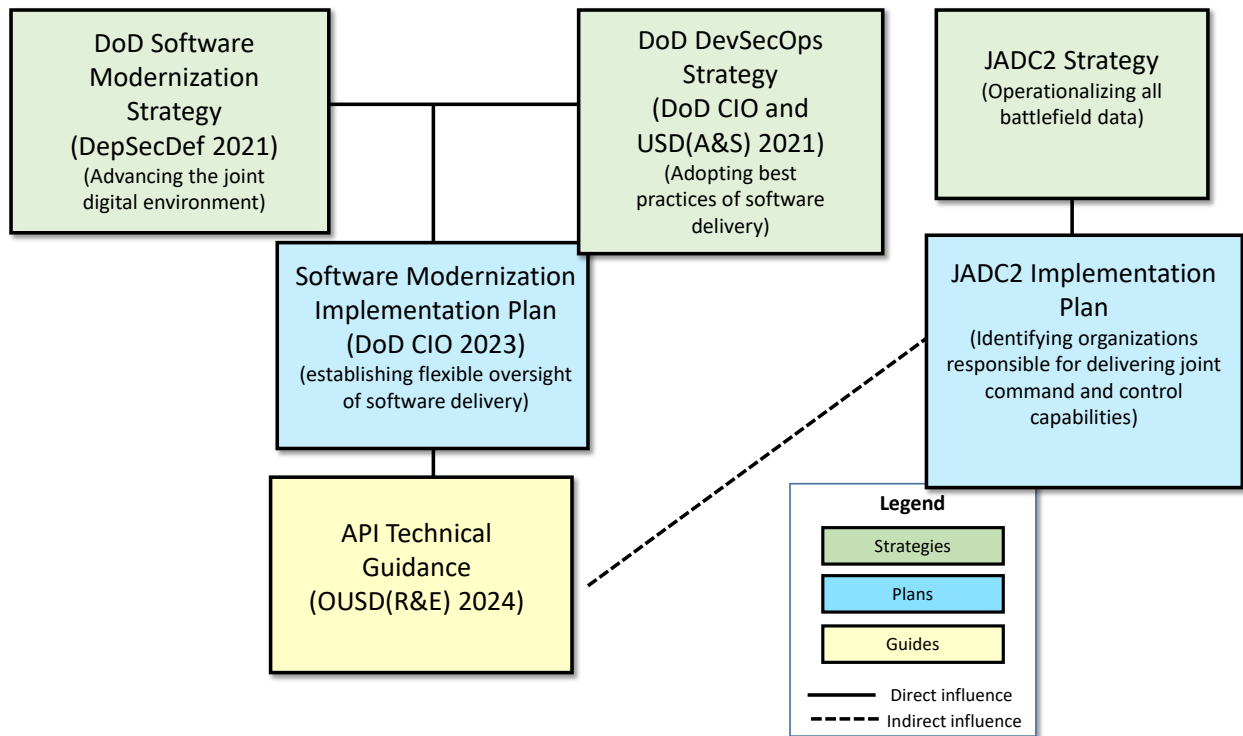 DoD Software
Modernization
Strategy
(DepSecDef 2021)
(Advancing the joint
digital environment)
DoD DevSecOps
Strategy
(DoD CIO and
USD(A&S) 2021)
(Adopting best
practices of software
delivery)
JADC2 Strategy
(Operationalizing all
battlefield data)
Software Modernization
Implementation Plan
(DoD CIO 2023)
(establishing flexible oversight
of software delivery)
JADC2 Implementation
Plan
(Identifying organizations
responsible for delivering joint
command and control
capabilities)
API Technical
Guidance
(OUSD(R&E) 2024)
Legend
Strategies
Plans
Guides
Direct influence
Indirect influence